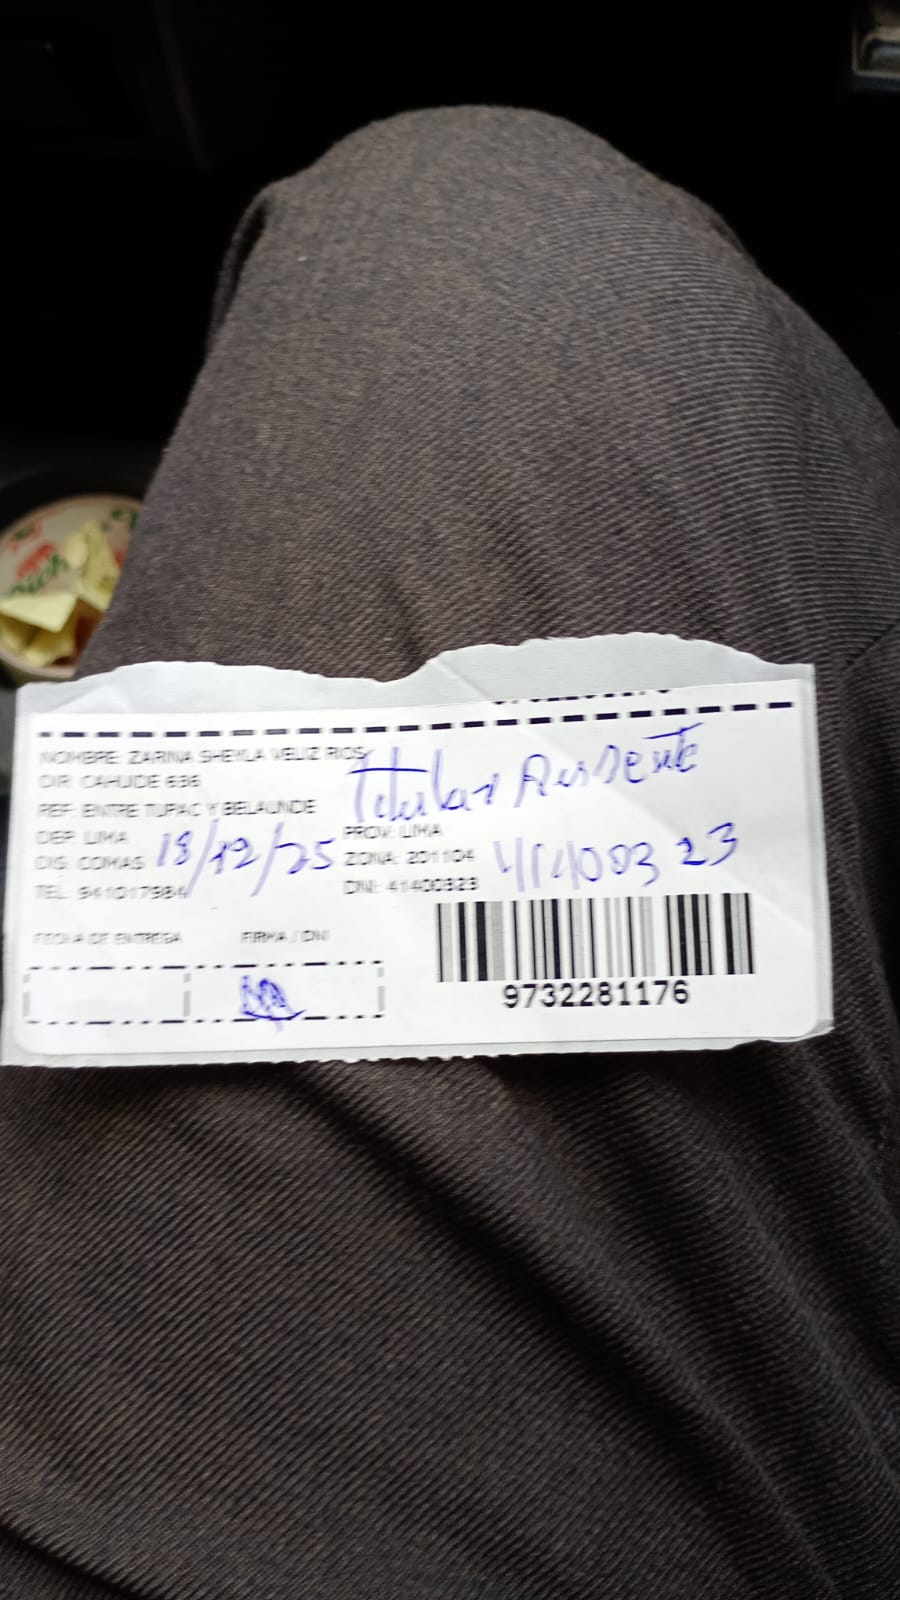 NOMBRE: ZARINA SHEYLA VELIZ RIOS
Titular Ausente
DIR: CAHUIDE 636
REF: ENTRE TUPAC Y BELAUNDE
DEP: LIMA PROV: LIMA
DIS: COMAS 18/12/25 ZONA: 201104
TEL: 941017984 DNI: 41400323 41400323
FECHA DE ENTREGA FIRMA / DNI
9732281176